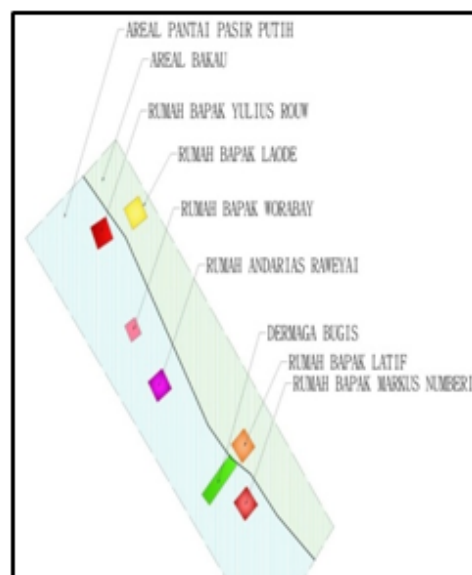 AREAL PANTAI PASIR PUTIH
AREAL BAKAU
RUMAH BAPAK YULIUS ROUW
RUMAH BAPAK LAODE
RUMAH BAPAK WORABAY
RUMAH ANDARIAS RAWEYAI
DERMAGA BUGIS
RUMAH BAPAK LATIF
RUMAH BAPAK MARKUS NUMBERI